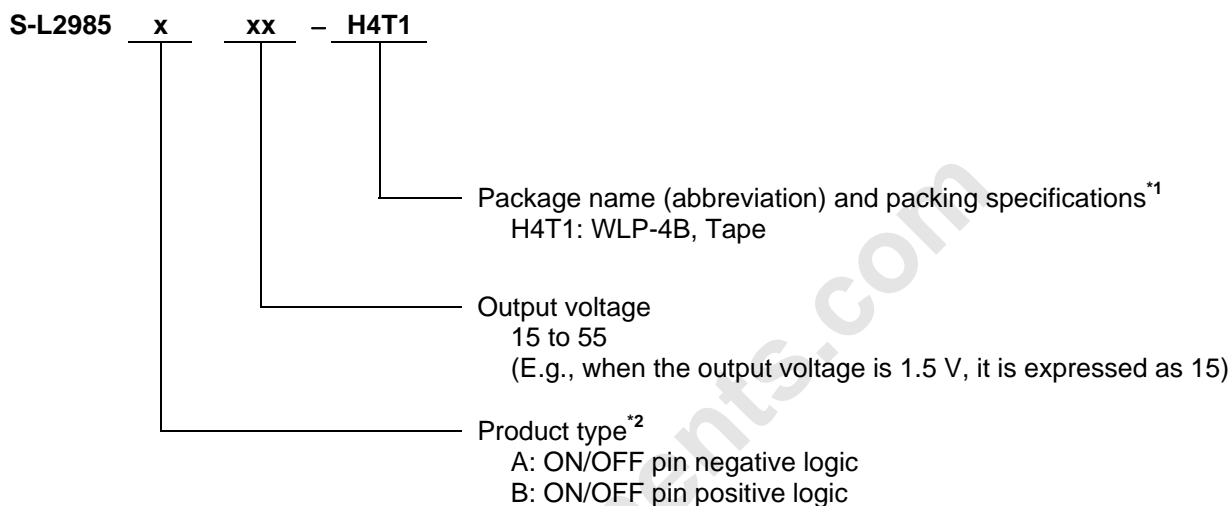 S-L2985 x xx – H4T1
Package name (abbreviation) and packing specifications*1
H4T1: WLP-4B, Tape
Output voltage
15 to 55
(E.g., when the output voltage is 1.5 V, it is expressed as 15)
Product type*2
A: ON/OFF pin negative logic
B: ON/OFF pin positive logic